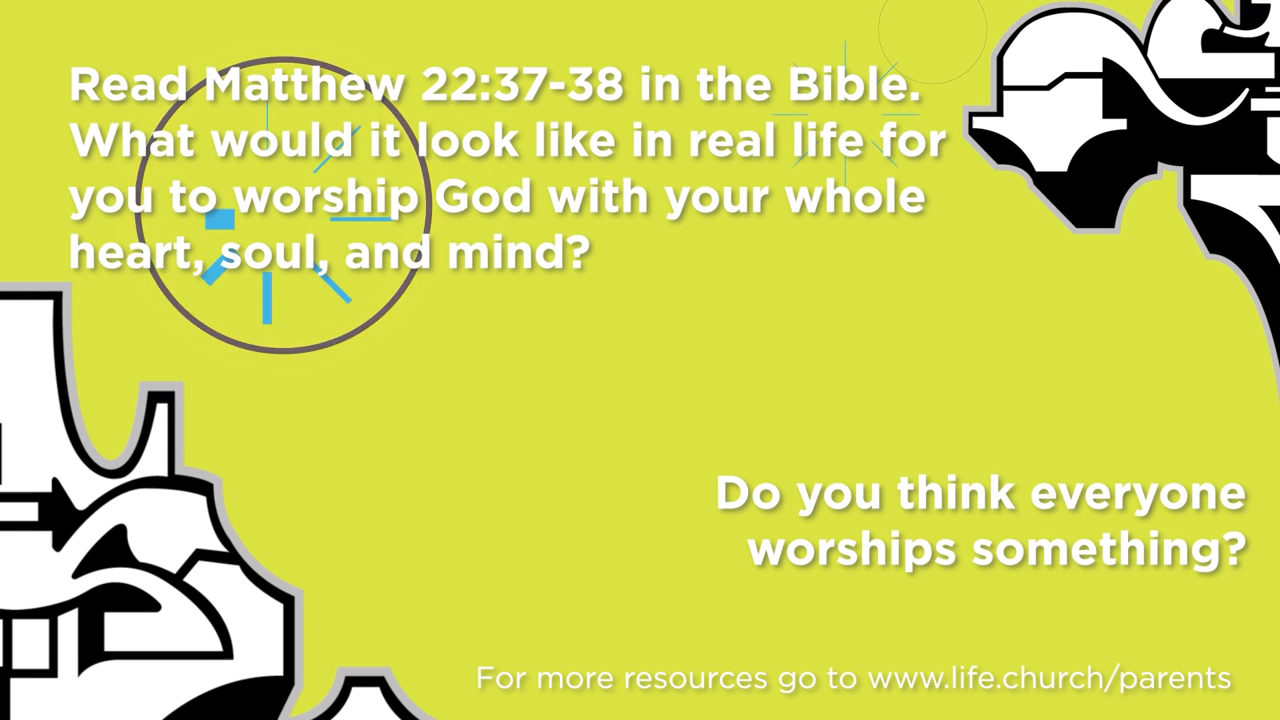 Read Matthew 22:37-38 in the Bible.
What would it look like in real life for
you to worship God with your whole
heart, soul, and mind?
Do you think everyone
worships something?
For more resources go to www.life.church/parents